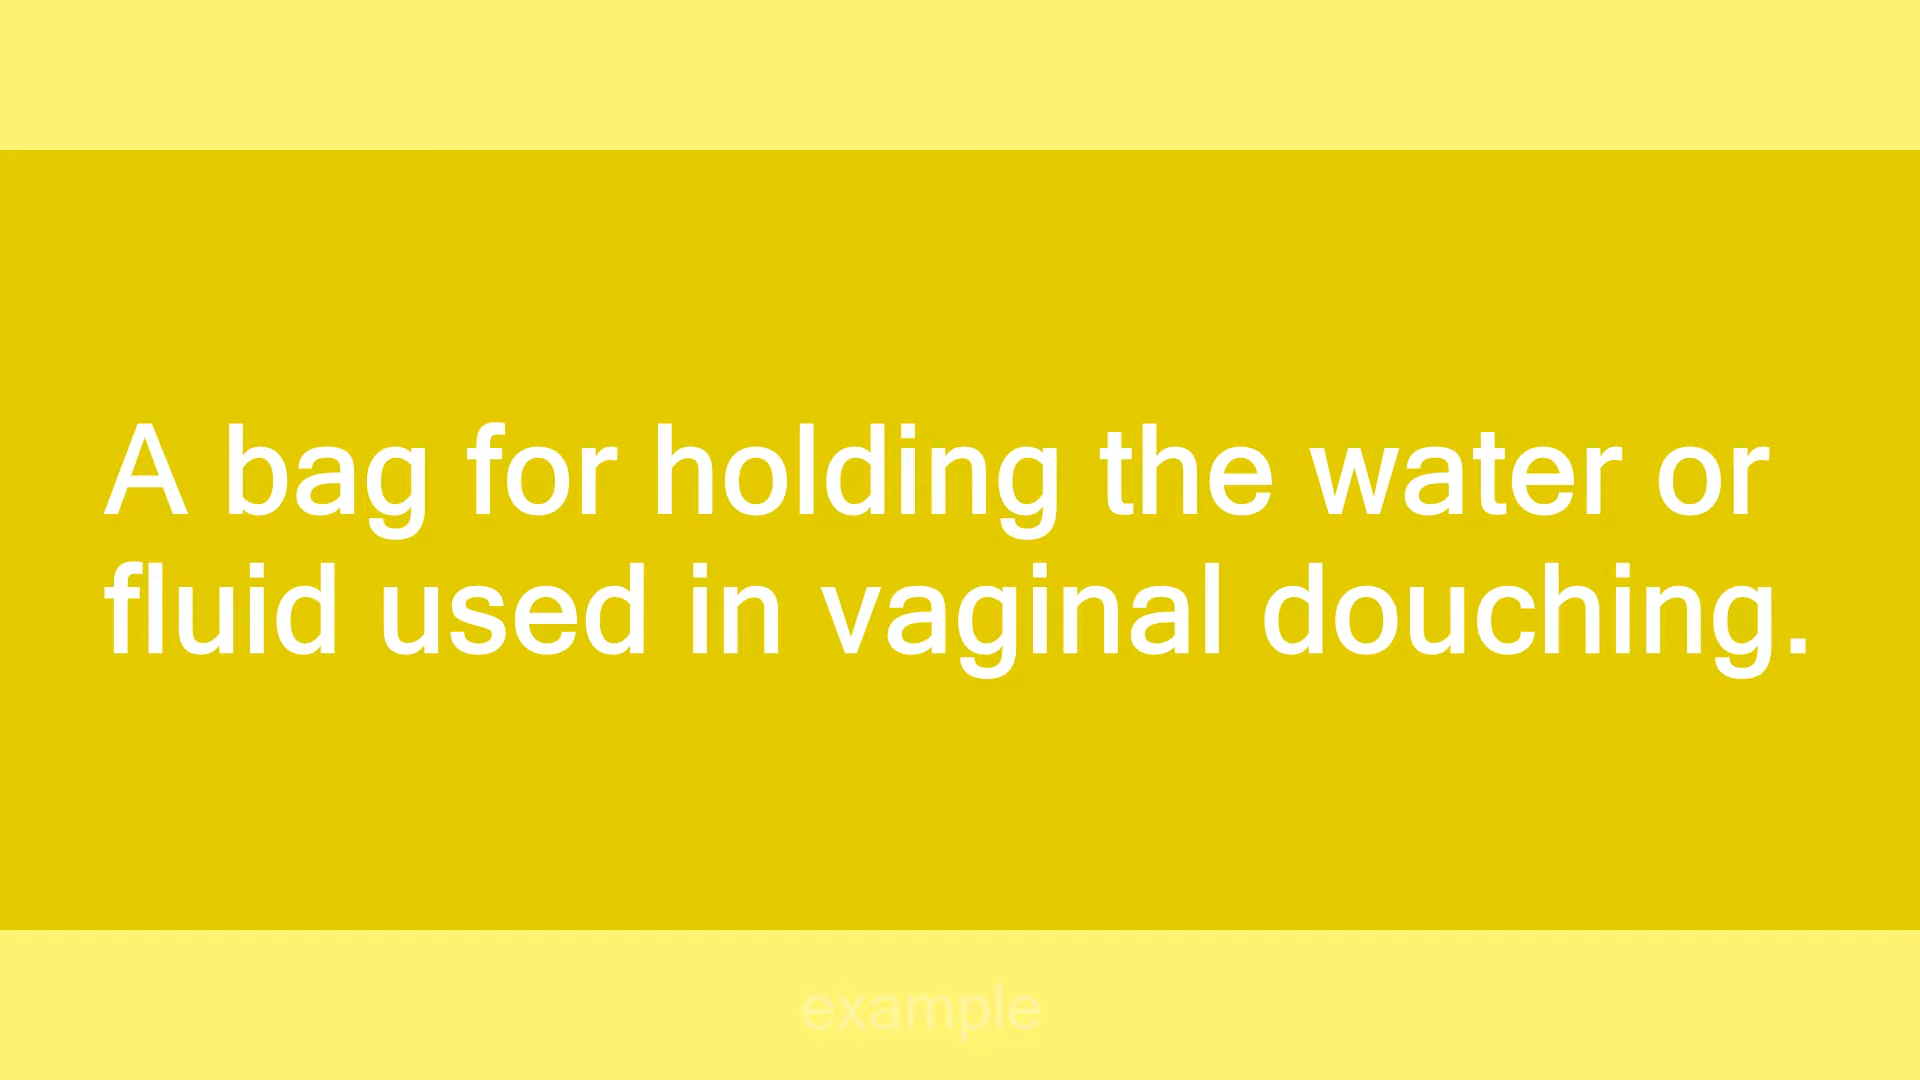 A bag for holding the water or
fluid used in vaginal douching.
example